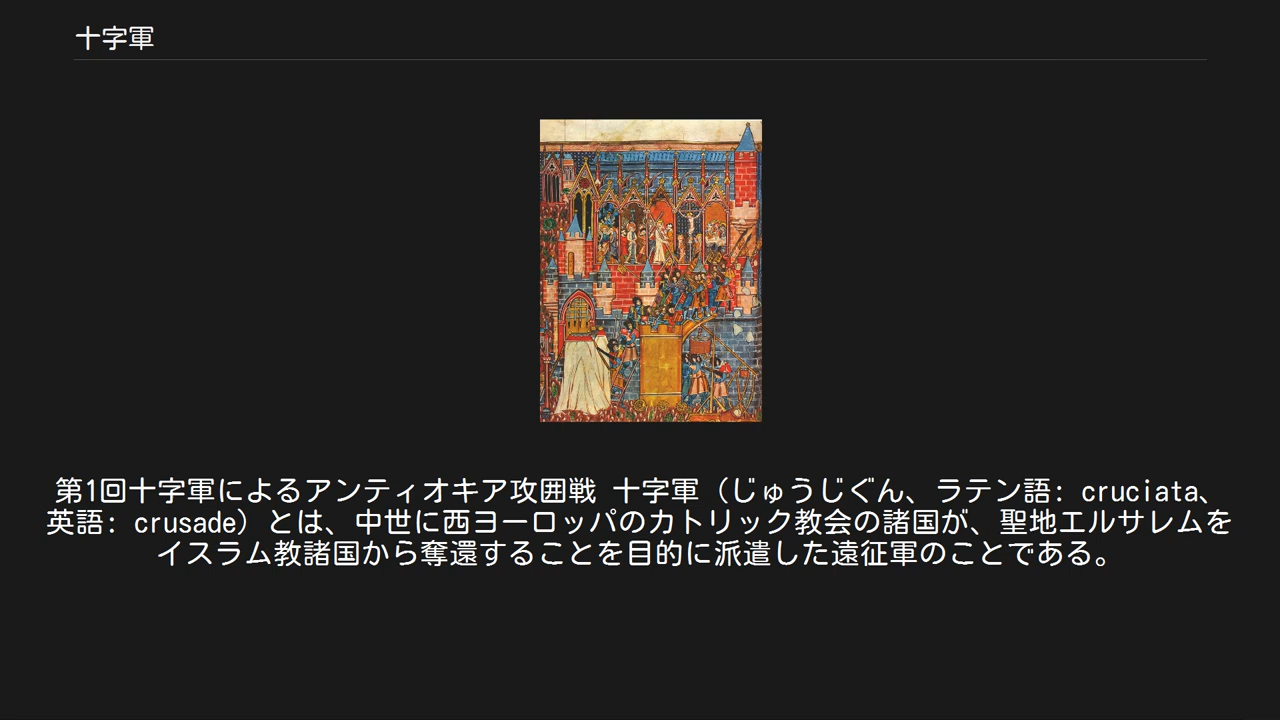 十字軍
第1回十字軍によるアンティオキア攻囲戦 十字軍（じゅうじぐん、ラテン語: cruciata、
英語: crusade）とは、中世に西ヨーロッパのカトリック教会の諸国が、聖地エルサレムを
イスラム教諸国から奪還することを目的に派遣した遠征軍のことである。